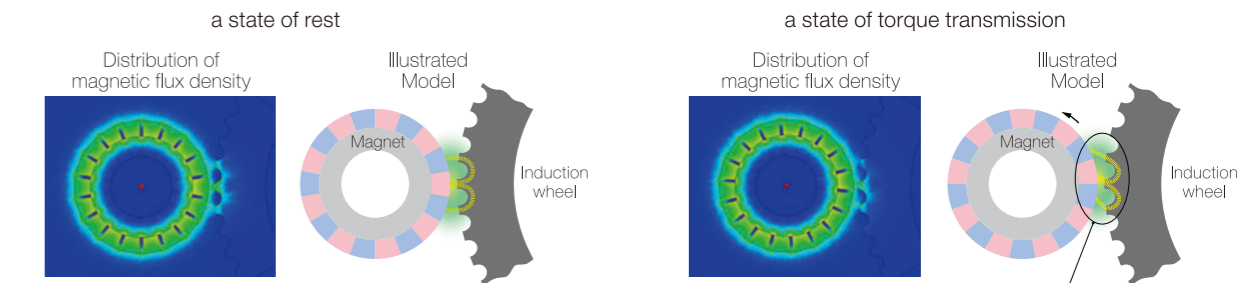 a state of rest
Distribution of
magnetic flux density
Illustrated
Model
Magnet
Induction
wheel
a state of torque transmission
Distribution of
magnetic flux density
Illustrated
Model
Magnet
Induction
wheel